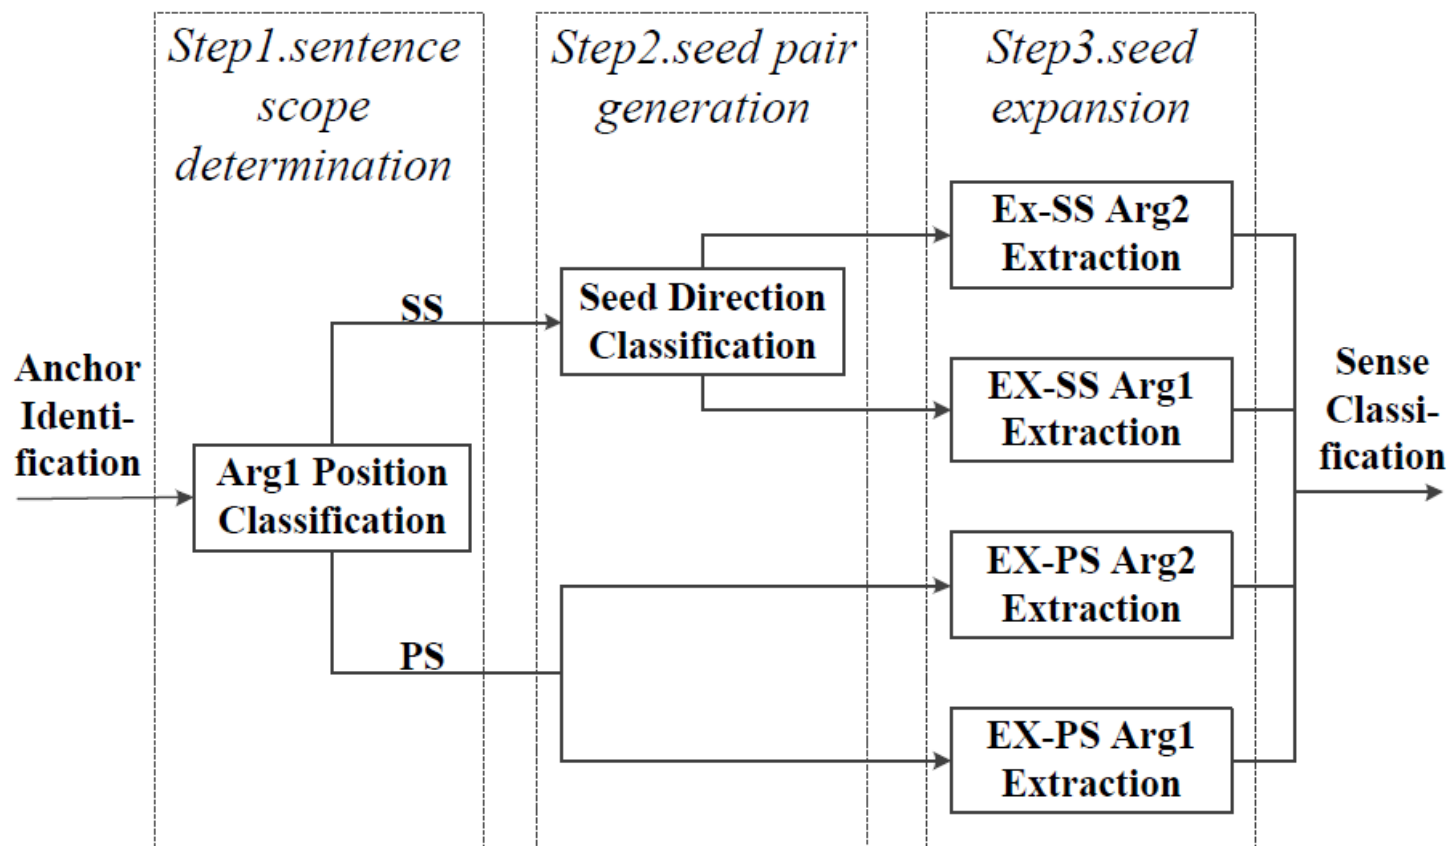 Step1.sentence
scope
determination
Step2.seed pair
generation
Step3.seed
expansion
Anchor
Identi-
fication
Arg1 Position
Classification
SS
PS
Seed Direction
Classification
Ex-SS Arg2
Extraction
EX-SS Arg1
Extraction
EX-PS Arg2
Extraction
EX-PS Arg1
Extraction
Sense
Classi-
fication